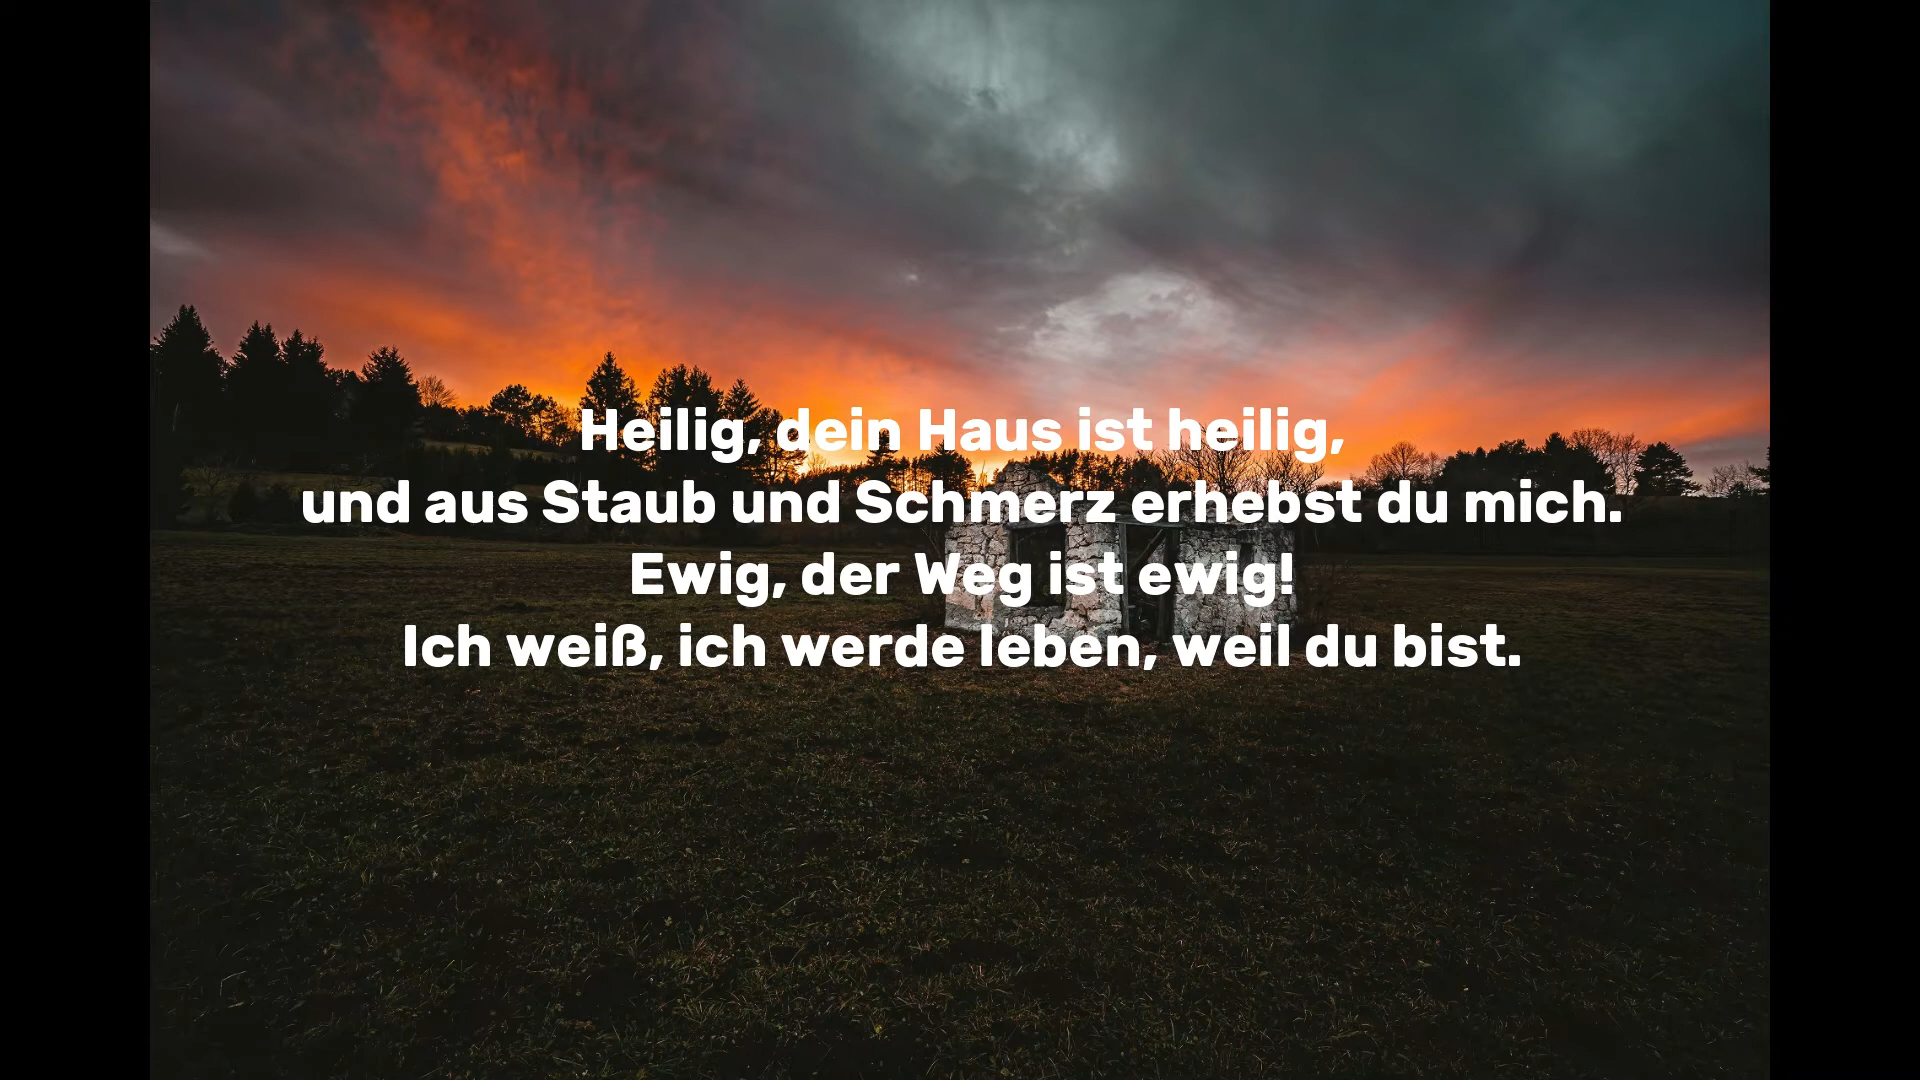 Heilig, dein Haus ist heilig,
und aus Staub und Schmerz erhebst du mich.
Ewig, der Weg ist ewig!
Ich weiß, ich werde leben, weil du bist.